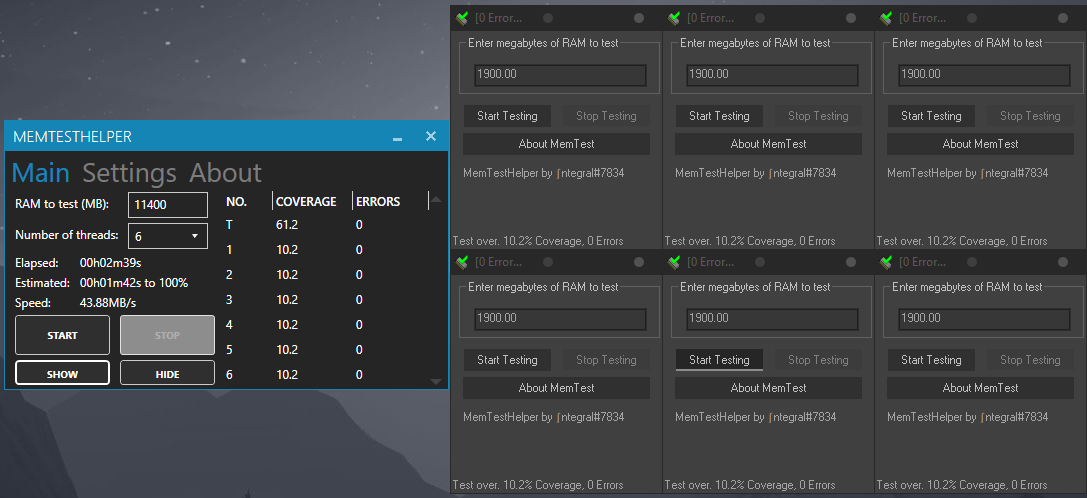 MEMTESTHELPER
Main Settings About
RAM to test (MB): 11400
Number of threads: 6
Elapsed: 00h02m39s
Estimated: 00h01m42s to 100%
Speed: 43.88MB/s
START STOP
SHOW HIDE
NO. COVERAGE ERRORS
T 61.2 0
1 10.2 0
2 10.2 0
3 10.2 0
4 10.2 0
5 10.2 0
6 10.2 0
[0 Error...
Enter megabytes of RAM to test
1900.00
Start Testing Stop Testing
About MemTest
MemTestHelper by ∫ntegral#7834
Test over. 10.2% Coverage, 0 Errors
[0 Error...
Enter megabytes of RAM to test
1900.00
Start Testing Stop Testing
About MemTest
MemTestHelper by ∫ntegral#7834
Test over. 10.2% Coverage, 0 Errors
[0 Error...
Enter megabytes of RAM to test
1900.00
Start Testing Stop Testing
About MemTest
MemTestHelper by ∫ntegral#7834
Test over. 10.2% Coverage, 0 Errors
[0 Error...
Enter megabytes of RAM to test
1900.00
Start Testing Stop Testing
About MemTest
MemTestHelper by ∫ntegral#7834
Test over. 10.2% Coverage, 0 Errors
[0 Error...
Enter megabytes of RAM to test
1900.00
Start Testing Stop Testing
About MemTest
MemTestHelper by ∫ntegral#7834
Test over. 10.2% Coverage, 0 Errors
[0 Error...
Enter megabytes of RAM to test
1900.00
Start Testing Stop Testing
About MemTest
MemTestHelper by ∫ntegral#7834
Test over. 10.2% Coverage, 0 Errors